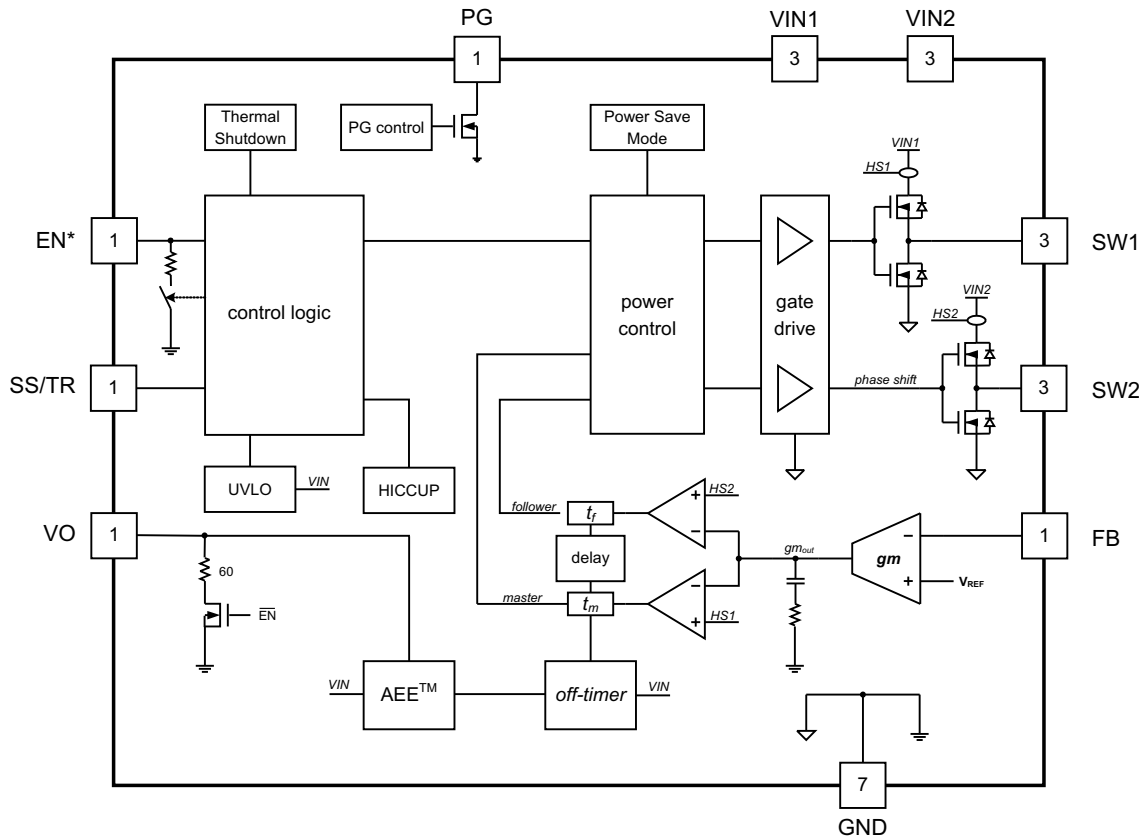 PG
VIN1
VIN2
1
3
3
Thermal
Shutdown
PG control
Power Save
Mode
VIN1
HS1
EN*
1
control logic
power
control
gate
drive
3
SW1
VIN2
HS2
SS/TR
1
phase shift
3
SW2
UVLO
VIN
HICCUP
follower
tf
HS2
+
−
VO
1
delay
gmout
gm
−
+
VREF
1
FB
60
EN
master
tm
−
+
HS1
VIN
AEE™
off-timer
VIN
7
GND